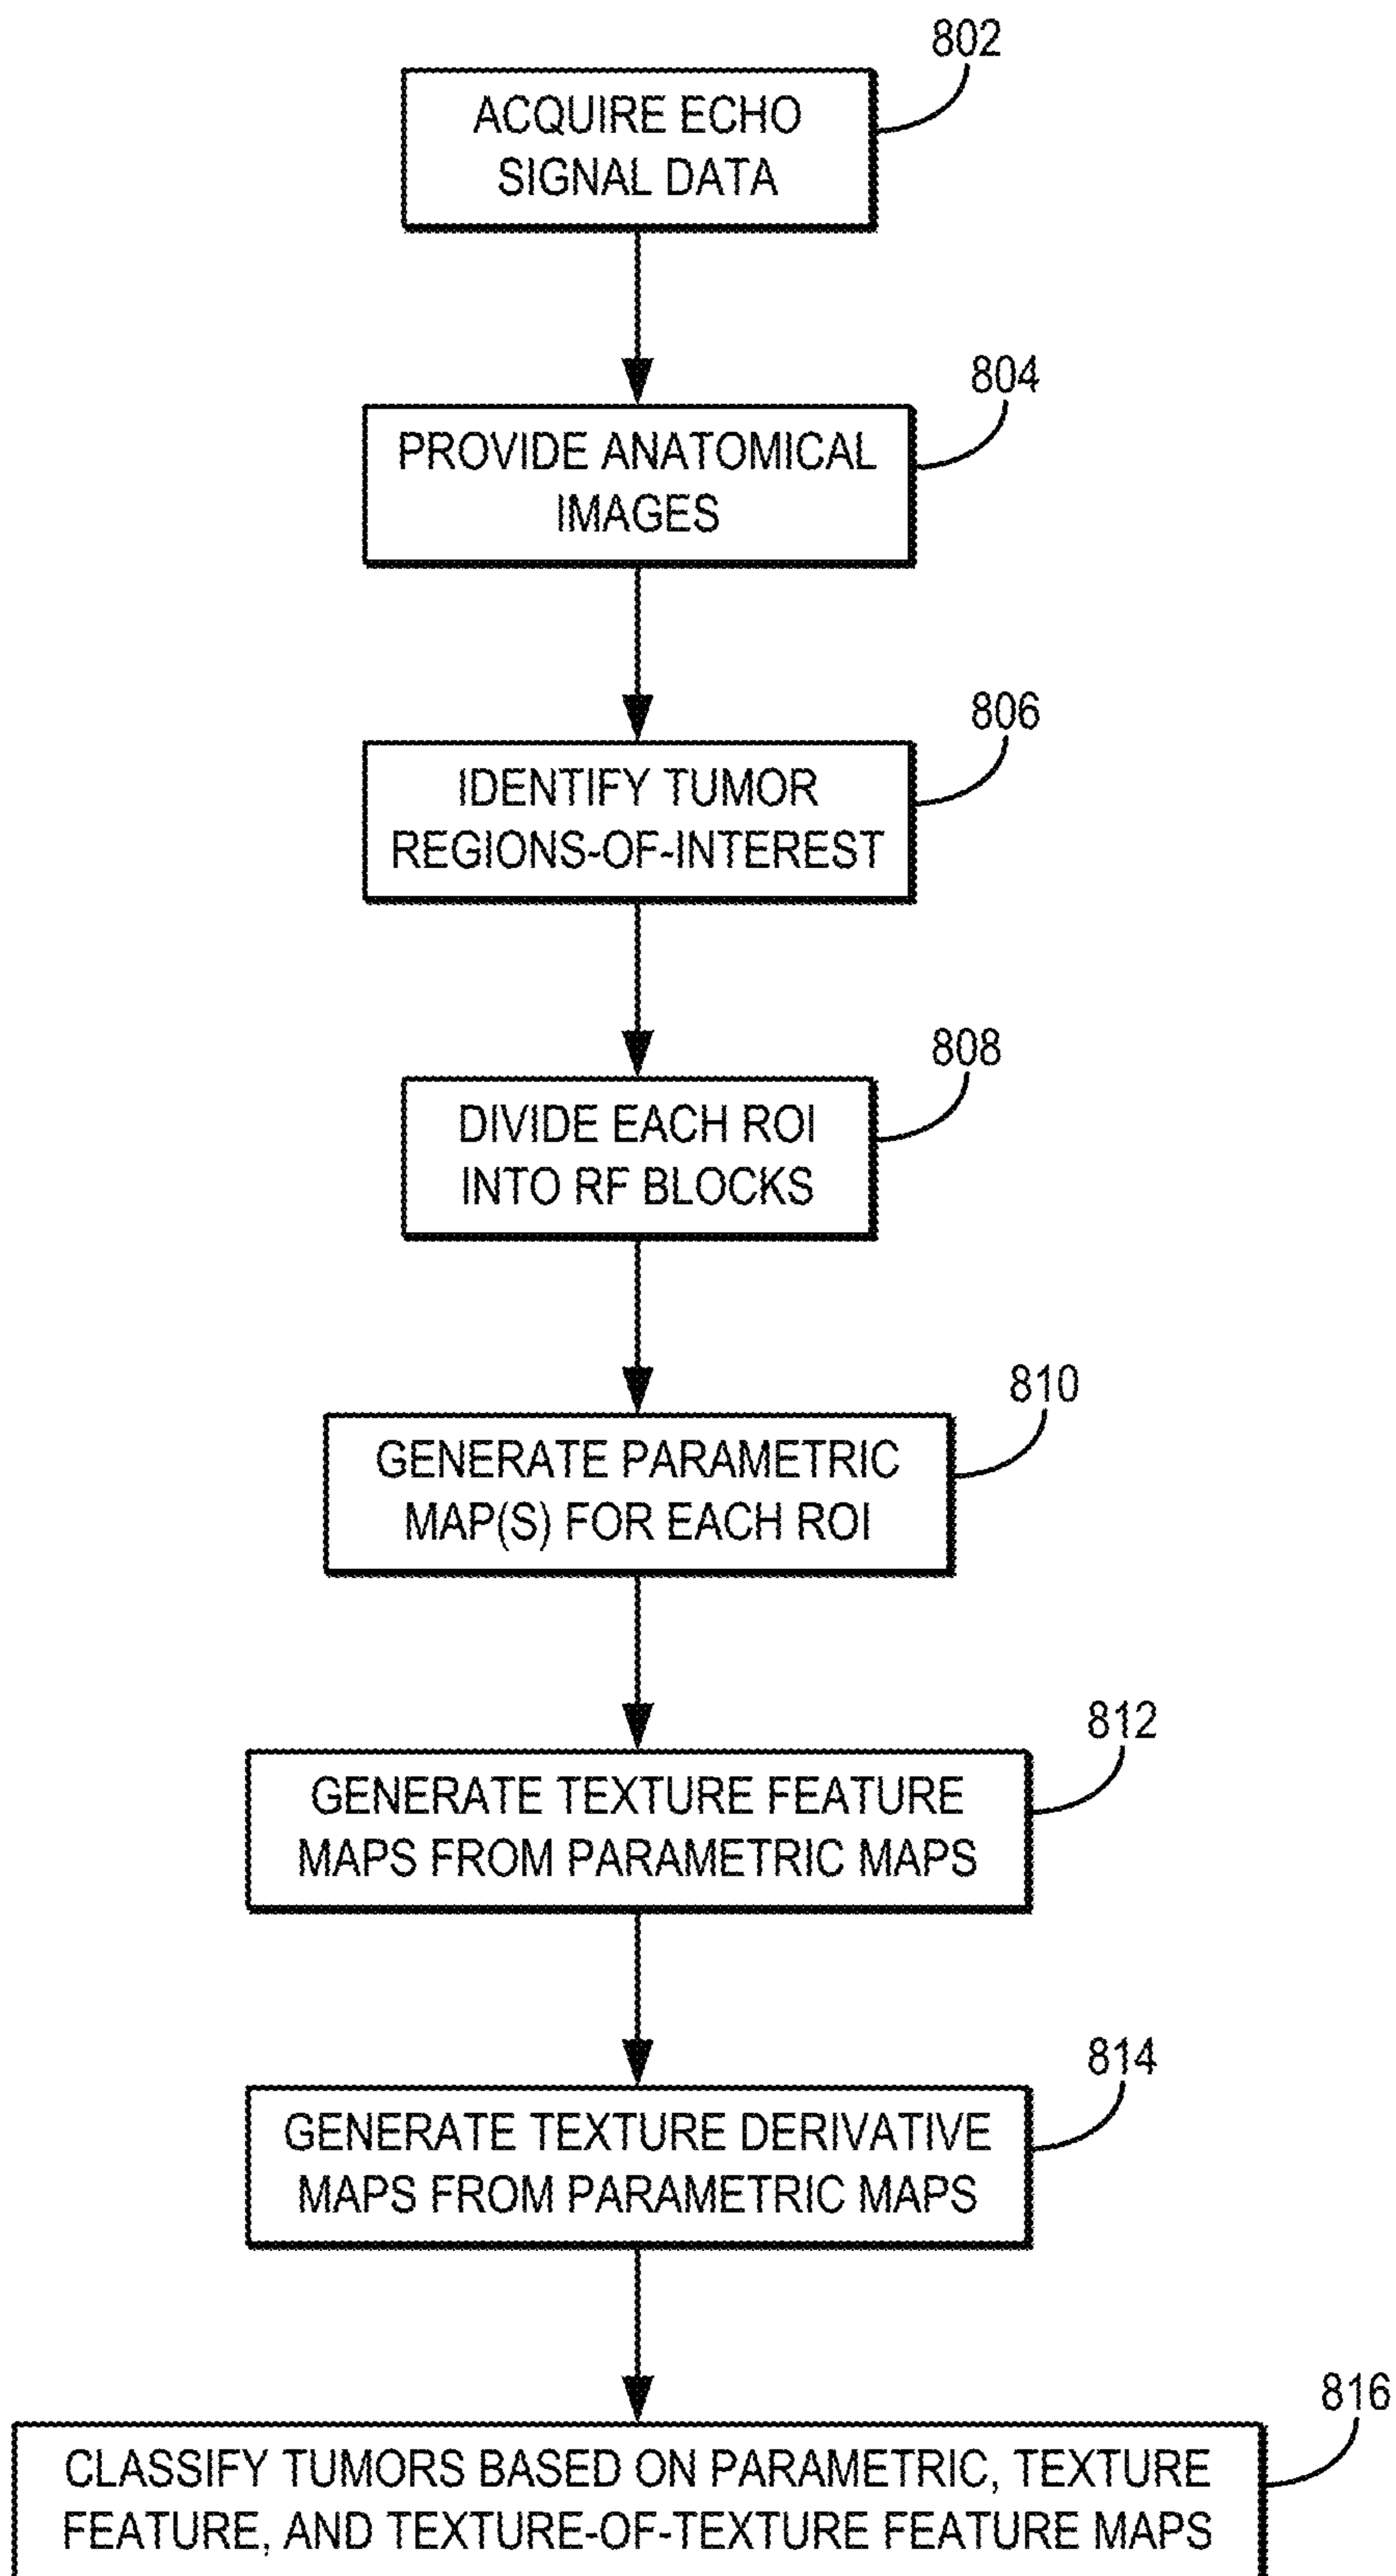 802
ACQUIRE ECHO
SIGNAL DATA
804
PROVIDE ANATOMICAL
IMAGES
806
IDENTIFY TUMOR
REGIONS-OF-INTEREST
808
DIVIDE EACH ROI
INTO RF BLOCKS
810
GENERATE PARAMETRIC
MAP(S) FOR EACH ROI
812
GENERATE TEXTURE FEATURE
MAPS FROM PARAMETRIC MAPS
814
GENERATE TEXTURE DERIVATIVE
MAPS FROM PARAMETRIC MAPS
816
CLASSIFY TUMORS BASED ON PARAMETRIC, TEXTURE
FEATURE, AND TEXTURE-OF-TEXTURE FEATURE MAPS